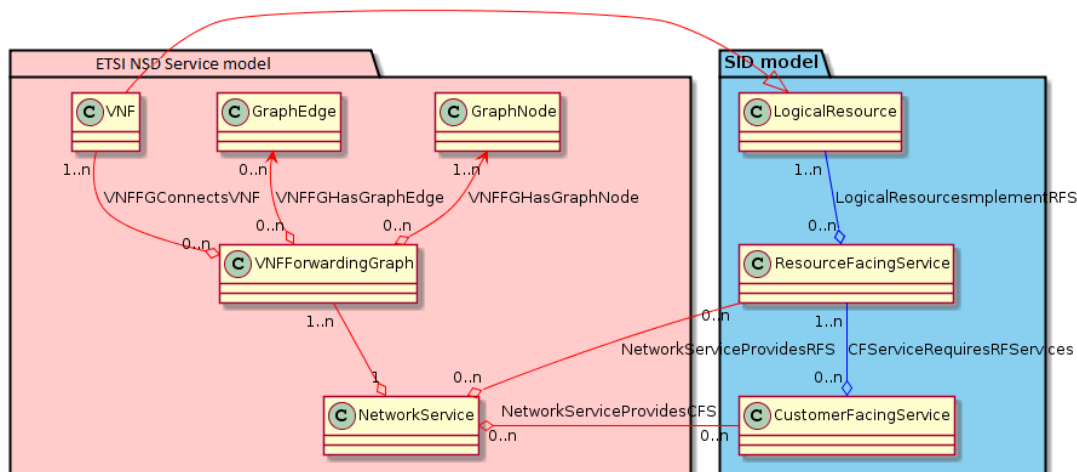 ETSI NSD Service model
SID model
C VNF
C GraphEdge
C GraphNode
C LogicalResource
1..n
0..n
1..n
1..n
VNFFGConnectsVNF
VNFFGHasGraphEdge
VNFFGHasGraphNode
LogicalResourcesmplementRFS
0..n
0..n
0..n
0..n
C VNFForwardingGraph
C ResourceFacingService
1..n
0..n
1..n
NetworkServiceProvidesRFS
CFServiceRequiresRFServices
1
0..n
0..n
C NetworkService
NetworkServiceProvidesCFS
C CustomerFacingService
0..n
0..n